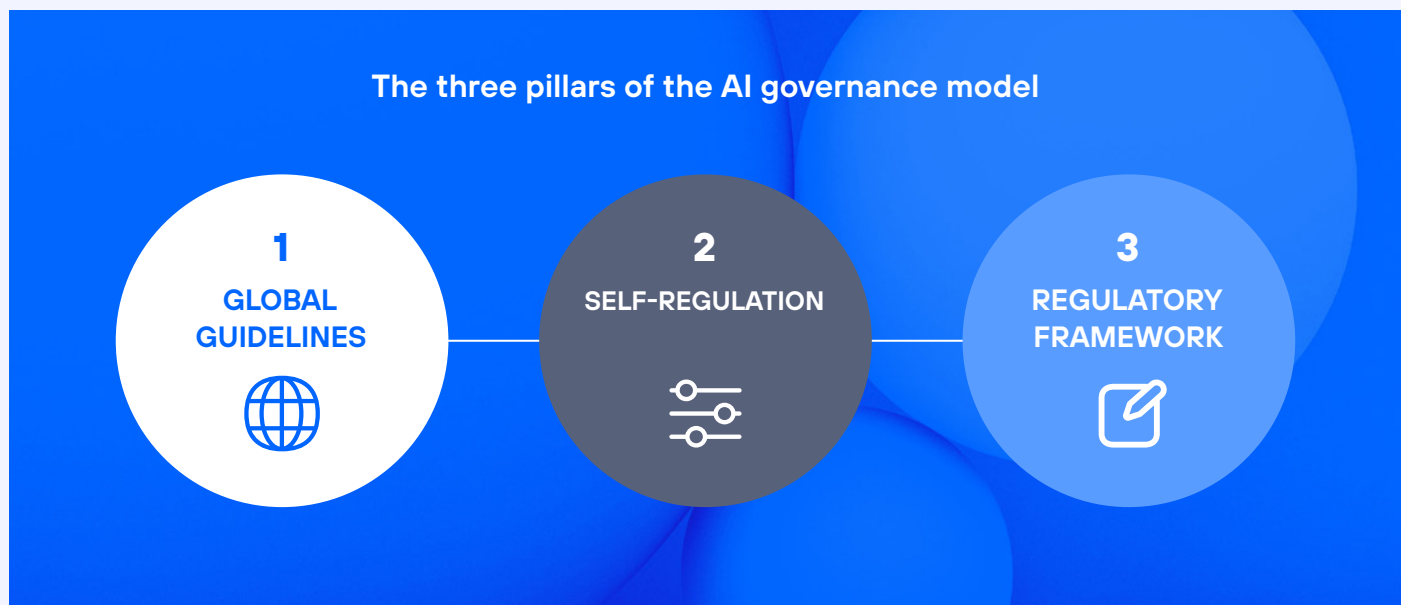 The three pillars of the AI governance model
1
GLOBAL
GUIDELINES
2
SELF-REGULATION
3
REGULATORY
FRAMEWORK